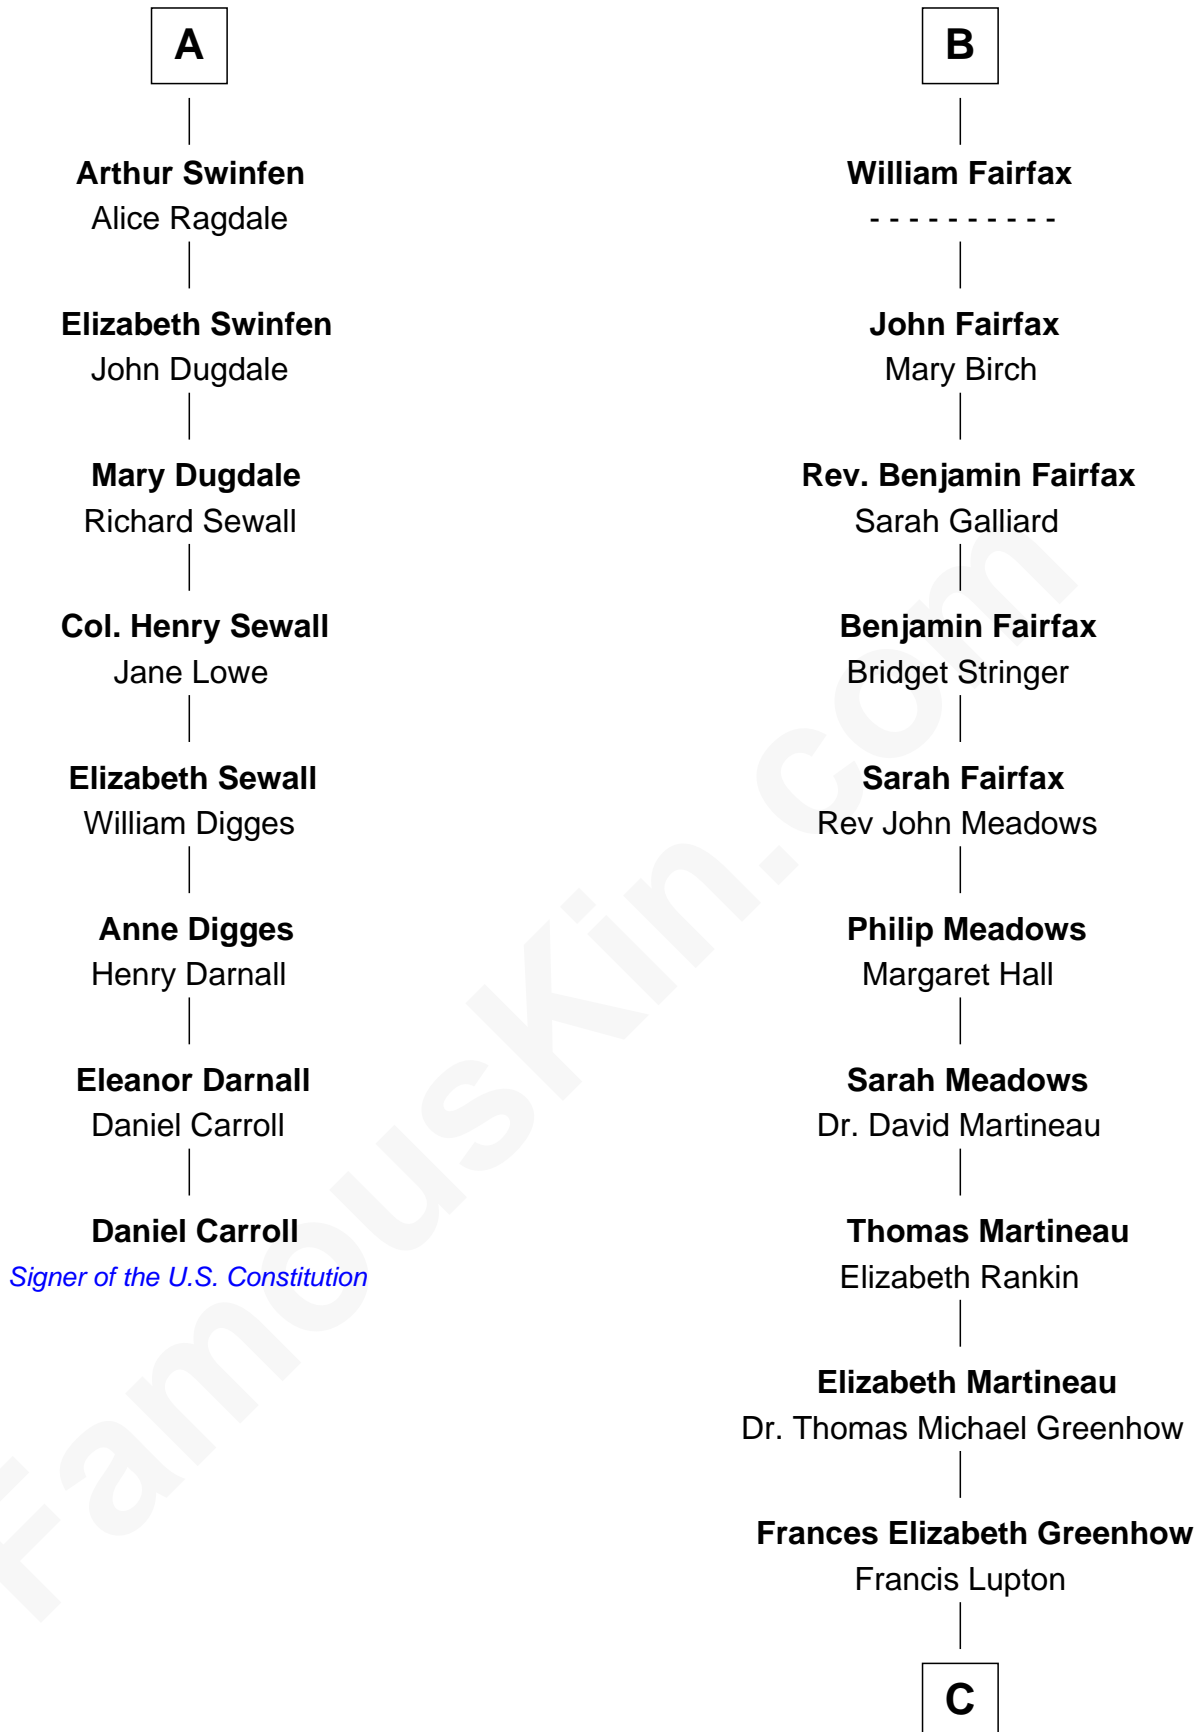 A
Arthur Swinfen
Alice Ragdale
Elizabeth Swinfen
John Dugdale
Mary Dugdale
Richard Sewall
Col. Henry Sewall
Jane Lowe
Elizabeth Sewall
William Digges
Anne Digges
Henry Darnall
Eleanor Darnall
Daniel Carroll
Daniel Carroll
Signer of the U.S. Constitution
B
William Fairfax
- - - - - - - - - -
John Fairfax
Mary Birch
Rev. Benjamin Fairfax
Sarah Galliard
Benjamin Fairfax
Bridget Stringer
Sarah Fairfax
Rev John Meadows
Philip Meadows
Margaret Hall
Sarah Meadows
Dr. David Martineau
Thomas Martineau
Elizabeth Rankin
Elizabeth Martineau
Dr. Thomas Michael Greenhow
Frances Elizabeth Greenhow
Francis Lupton
C
FamousKin.com